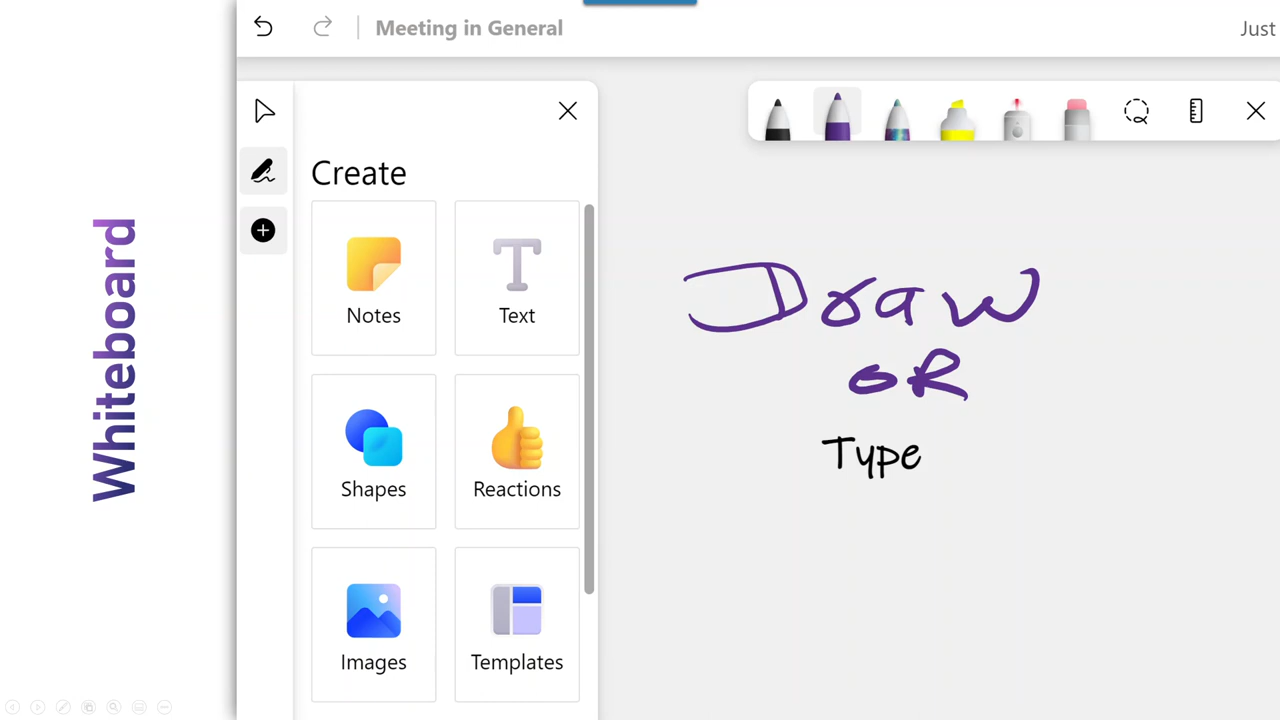 Whiteboard
Meeting in General
Just
Create
Notes
Text
Shapes
Reactions
Images
Templates
Draw
OR
Type